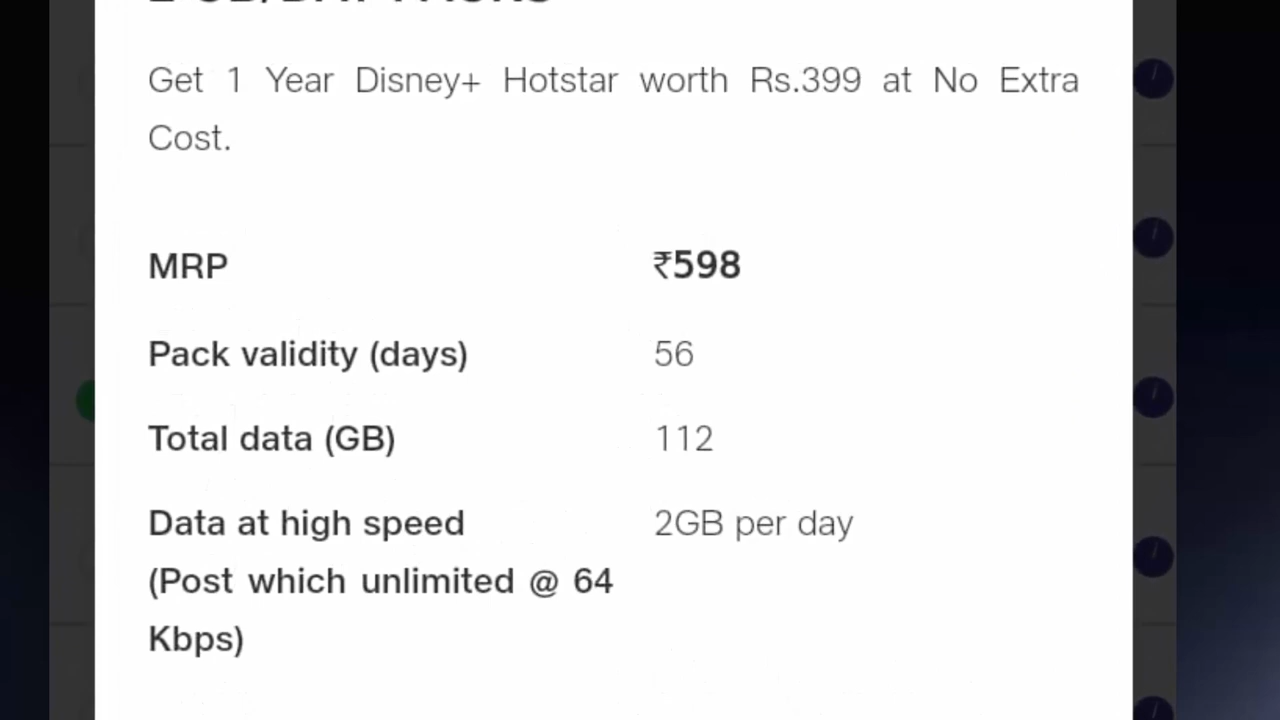 Get 1 Year Disney+ Hotstar worth Rs.399 at No Extra
Cost.
MRP ₹598
Pack validity (days) 56
Total data (GB) 112
Data at high speed 2GB per day
(Post which unlimited @ 64
Kbps)